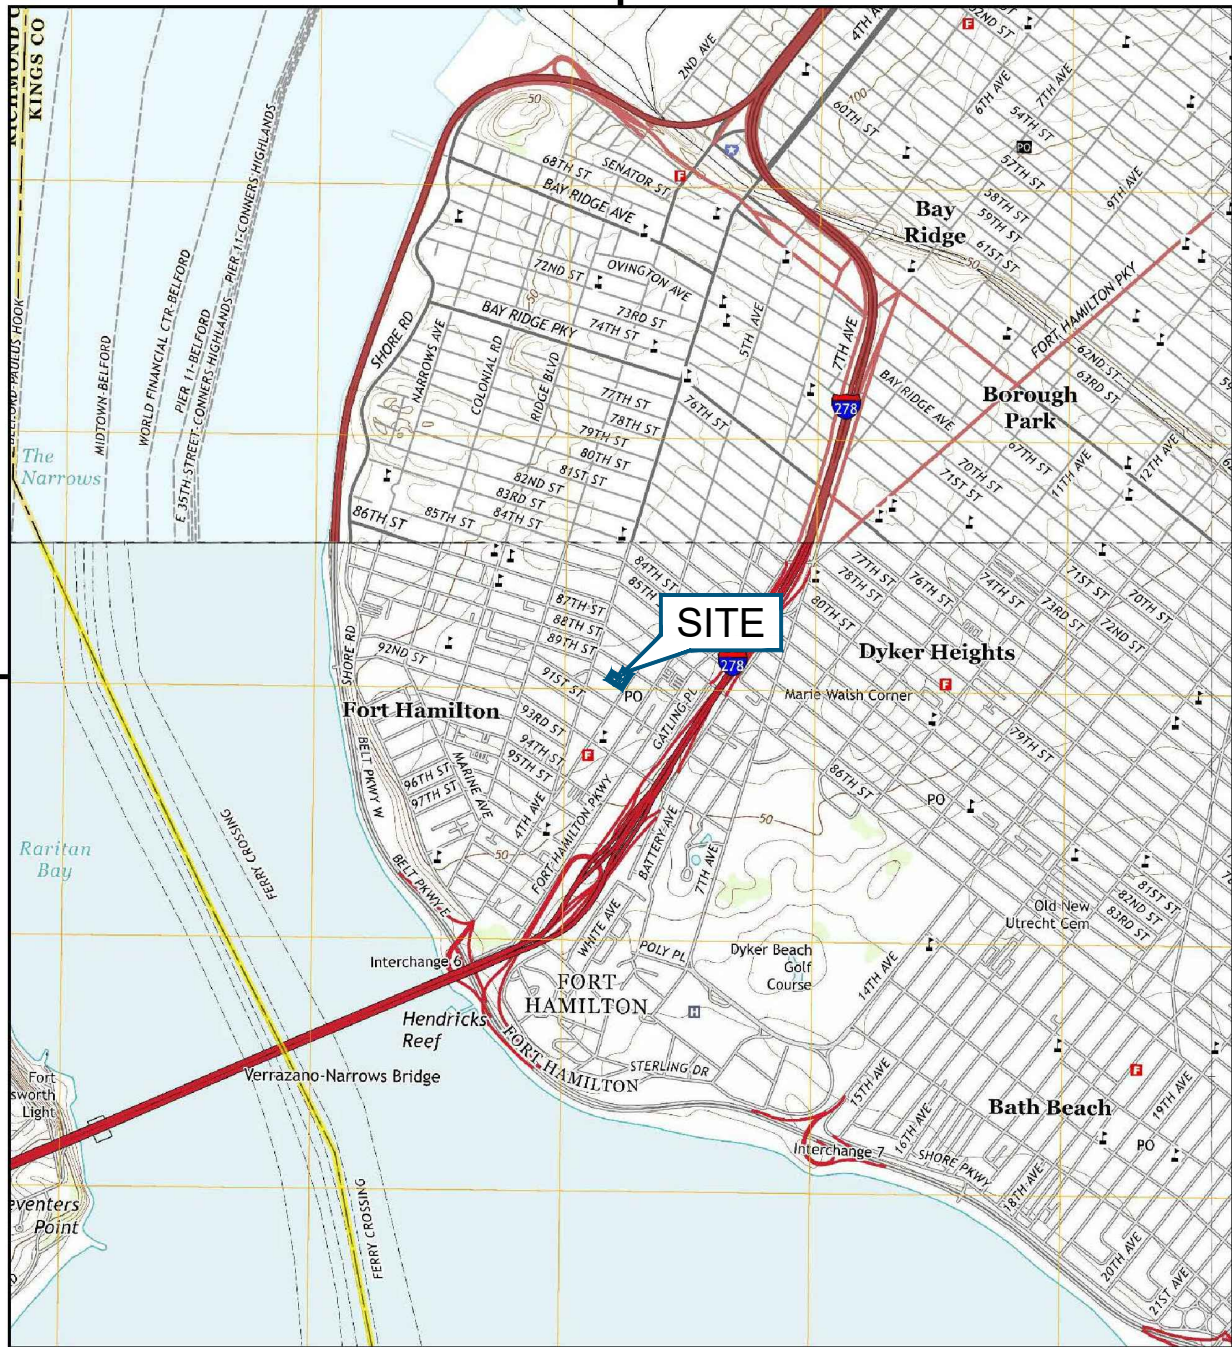 KINGS CO
2ND AVE
4TH AVE
52ND ST
6TH AVE
7TH AVE
54TH ST
100
60TH ST
PO
57TH ST
50
F
68TH ST
SENATOR ST
BAY RIDGE AVE
58TH ST
59TH ST
61ST ST
9TH AVE
Bay
Ridge
50
E 35TH STREET-CONNERS HIGHLANDS
PIER 11-CONNERS HIGHLANDS
WORLD FINANCIAL CTR-BELFORD
PIER 11-BELFORD
MIDTOWN-BELFORD
BELFORD-PAULUS HOOK
72ND ST
OVINGTON AVE
50
73RD ST
74TH ST
BAY RIDGE PKY
SHORE RD
NARROWS AVE
COLONIAL RD
RIDGE BLVD
5TH AVE
7TH AVE
FORT HAMILTON PKY
62ND ST
63RD ST
77TH ST
78TH ST
76TH ST
79TH ST
80TH ST
81ST ST
82ND ST
83RD ST
84TH ST
85TH ST
86TH ST
278
BAY RIDGE AVE
Borough
Park
67TH ST
70TH ST
71ST ST
11TH AVE
12TH AVE
The
Narrows
84TH ST
85TH
77TH ST
78TH ST
76TH ST
74TH ST
71ST ST
70TH ST
80TH ST
73RD ST
72ND ST
87TH ST
88TH ST
89TH ST
SITE
SHORE RD
92ND ST
91ST ST
278
Dyker Heights
F
PO
Marie Walsh Corner
Fort Hamilton
93RD ST
GATLING PL
79TH ST
94TH ST
95TH ST
F
BELT PKWY W
MARINE AVE
96TH ST
97TH ST
86TH ST
PO
4TH AVE
FORT HAMILTON PKWY
50
50
BATTERY AVE
7TH AVE
FERRY CROSSING
Raritan
Bay
BELT PKWY E
81ST ST
82ND ST
83RD ST
Old New
Utrecht Cem
WHITE AVE
POLY PL
Dyker Beach
Golf
Course
14TH AVE
Interchange 6
FORT
HAMILTON
H
Hendricks
Reef
FORT HAMILTON
STERLING DR
Verrazano-Narrows Bridge
Fort
sworth
Light
15TH AVE
16TH AVE
F
19TH AVE
Bath Beach
PO
Interchange 7
SHORE PKWY
18TH AVE
FERRY CROSSING
eventers
Point
20TH AVE
21ST AVE